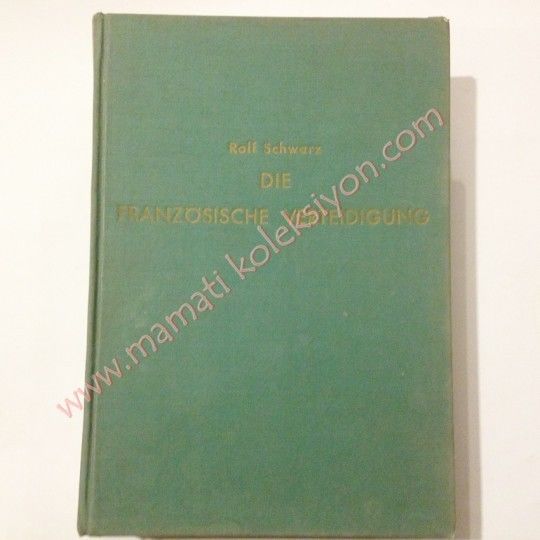 Rolf Schwarz
DIE
FRANZÖSISCHE VERTEIDIGUNG
www.mamati koleksiyon.com